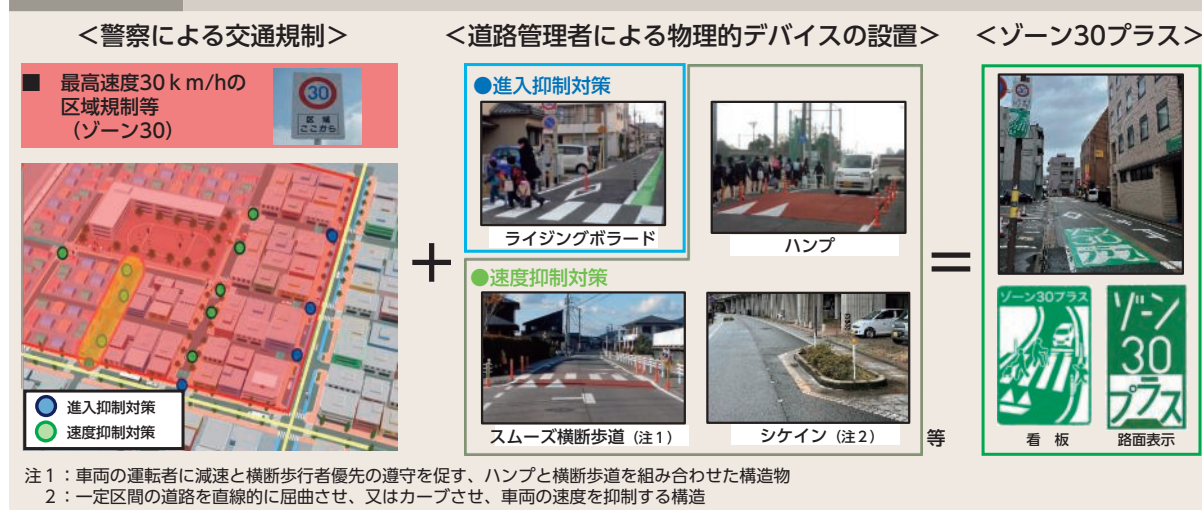 ＜警察による交通規制＞
＜道路管理者による物理的デバイスの設置＞
＜ゾーン30プラス＞
■ 最高速度30ｋm/hの
区域規制等
（ゾーン30）
30
区域
ここから
進入抑制対策
速度抑制対策
＋
●進入抑制対策
ライジングボラード
ハンプ
●速度抑制対策
スムーズ横断歩道（注１）
シケイン（注２）
等
＝
30
ゾーン30プラス
看 板
ゾーン
30
プラス
路面表示
注１：車両の運転者に減速と横断歩行者優先の遵守を促す、ハンプと横断歩道を組み合わせた構造物
２：一定区間の道路を直線的に屈曲させ、又はカーブさせ、車両の速度を抑制する構造